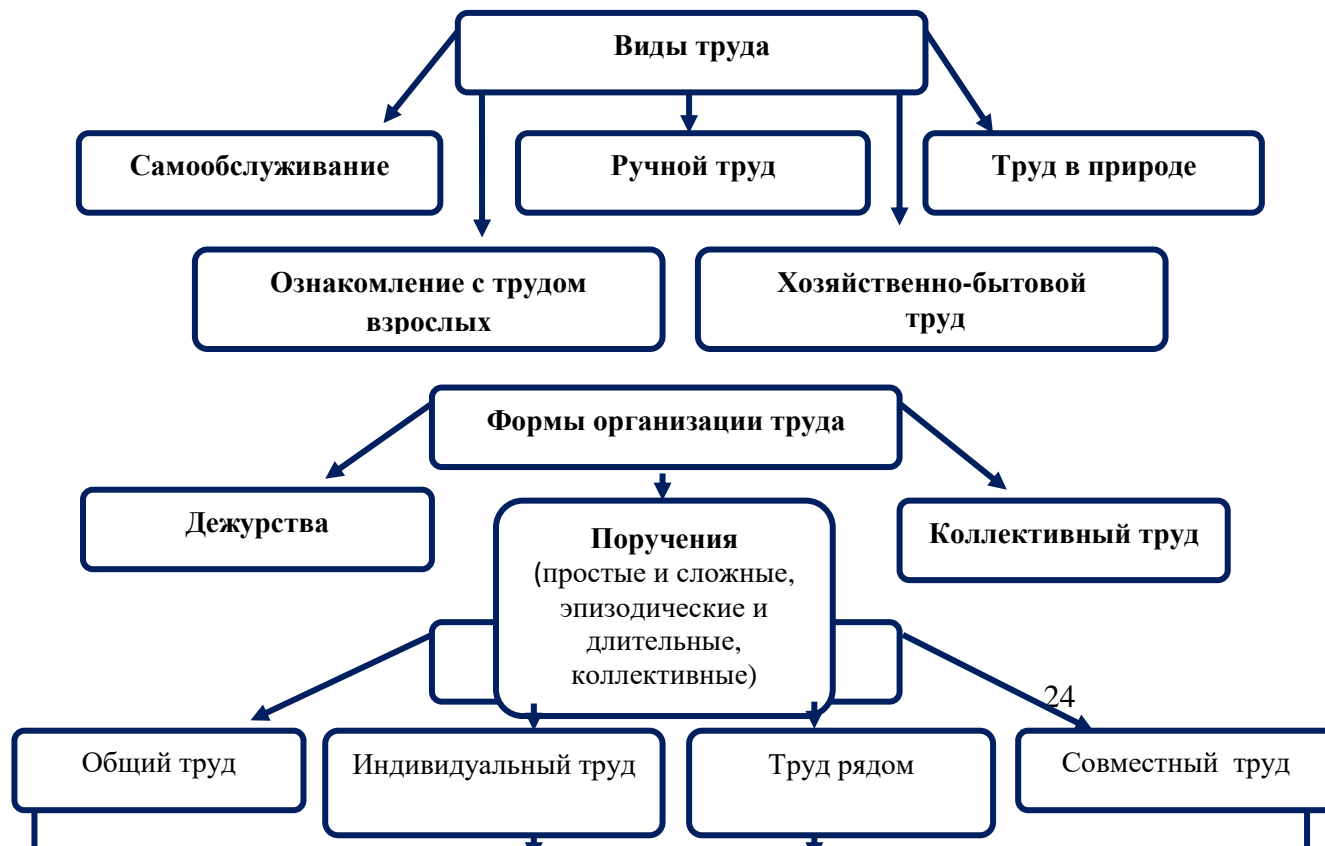 Виды труда
Самообслуживание
Ручной труд
Труд в природе
Ознакомление с трудом
взрослых
Хозяйственно-бытовой
труд
Формы организации труда
Дежурства
Поручения
(простые и сложные,
эпизодические и
длительные,
коллективные)
Коллективный труд
24
Общий труд
Индивидуальный труд
Труд рядом
Совместный труд